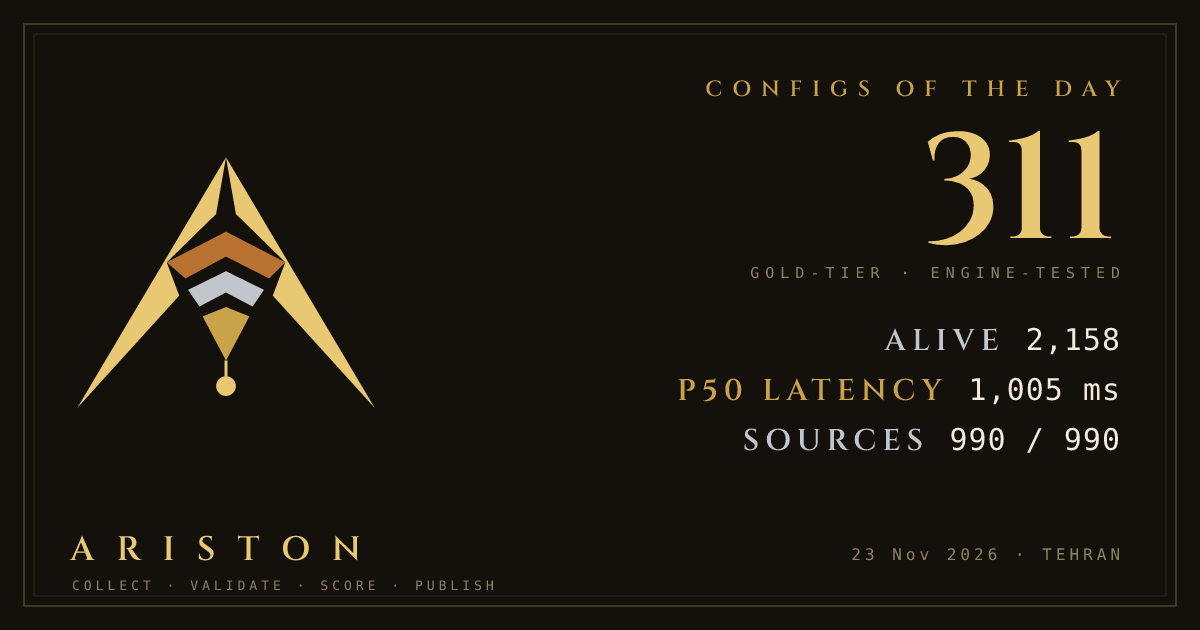 CONFIGS OF THE DAY
311
GOLD-TIER · ENGINE-TESTED
ALIVE 2,158
P50 LATENCY 1,005 ms
SOURCES 990 / 990
ARISTON
COLLECT · VALIDATE · SCORE · PUBLISH
23 Nov 2026 · TEHRAN